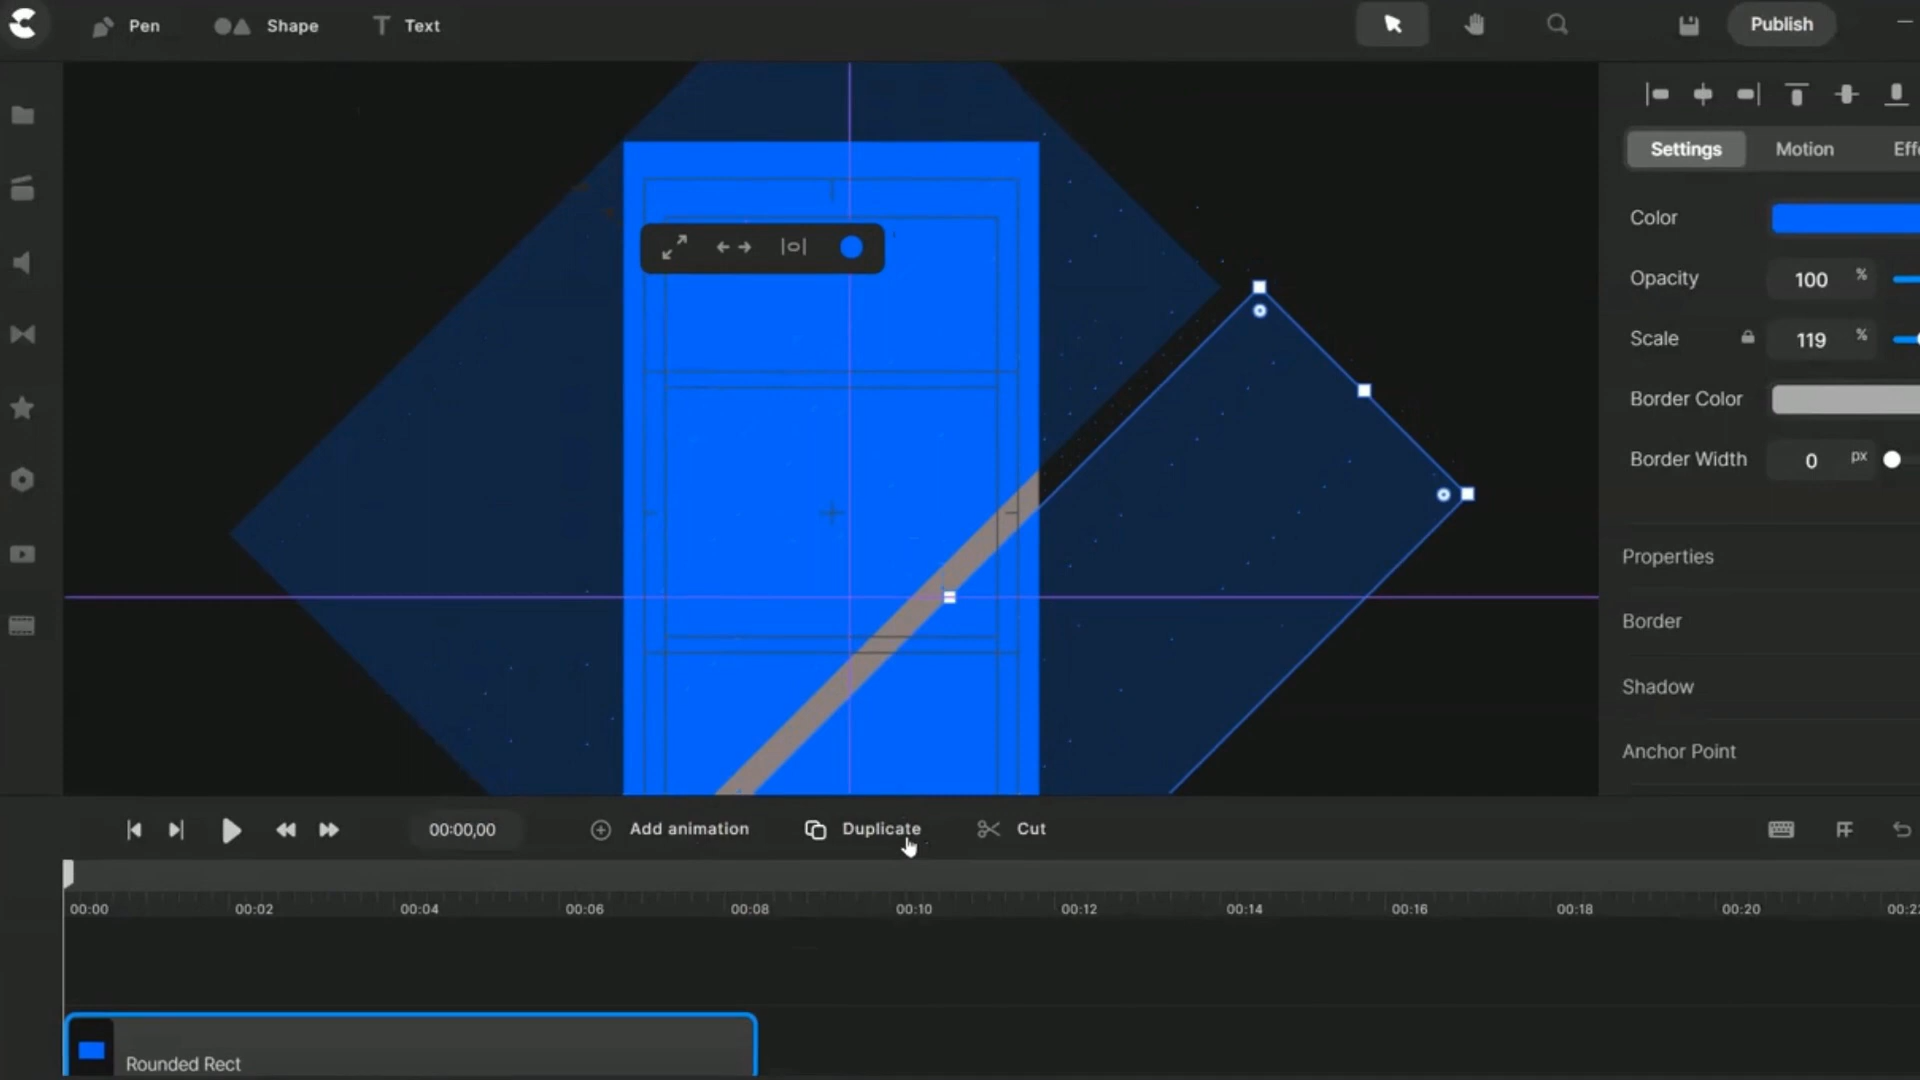 Pen Shape Text Publish
Settings Motion Eff
Color
Opacity 100 %
Scale 119 %
Border Color
Border Width 0 px
Properties
Border
Shadow
Anchor Point
00:00,00 Add animation Duplicate Cut
00:00 00:02 00:04 00:06 00:08 00:10 00:12 00:14 00:16 00:18 00:20 00:2
Rounded Rect